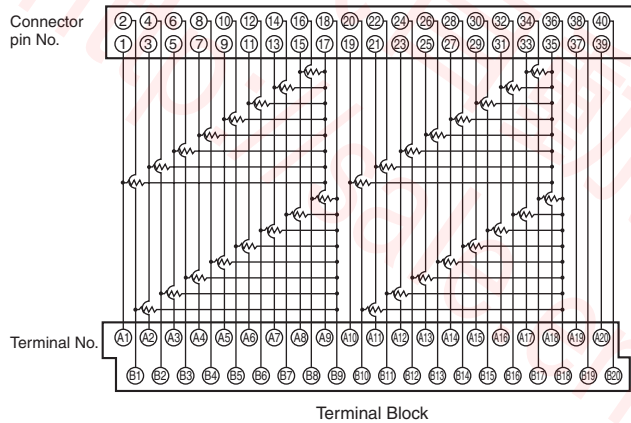 Connector pin No.
2 4 6 8 10 12 14 16 18 20 22 24 26 28 30 32 34 36 38 40
1 3 5 7 9 11 13 15 17 19 21 23 25 27 29 31 33 35 37 39
Terminal No.
A1 A2 A3 A4 A5 A6 A7 A8 A9 A10 A11 A12 A13 A14 A15 A16 A17 A18 A19 A20
B1 B2 B3 B4 B5 B6 B7 B8 B9 B10 B11 B12 B13 B14 B15 B16 B17 B18 B19 B20
Terminal Block